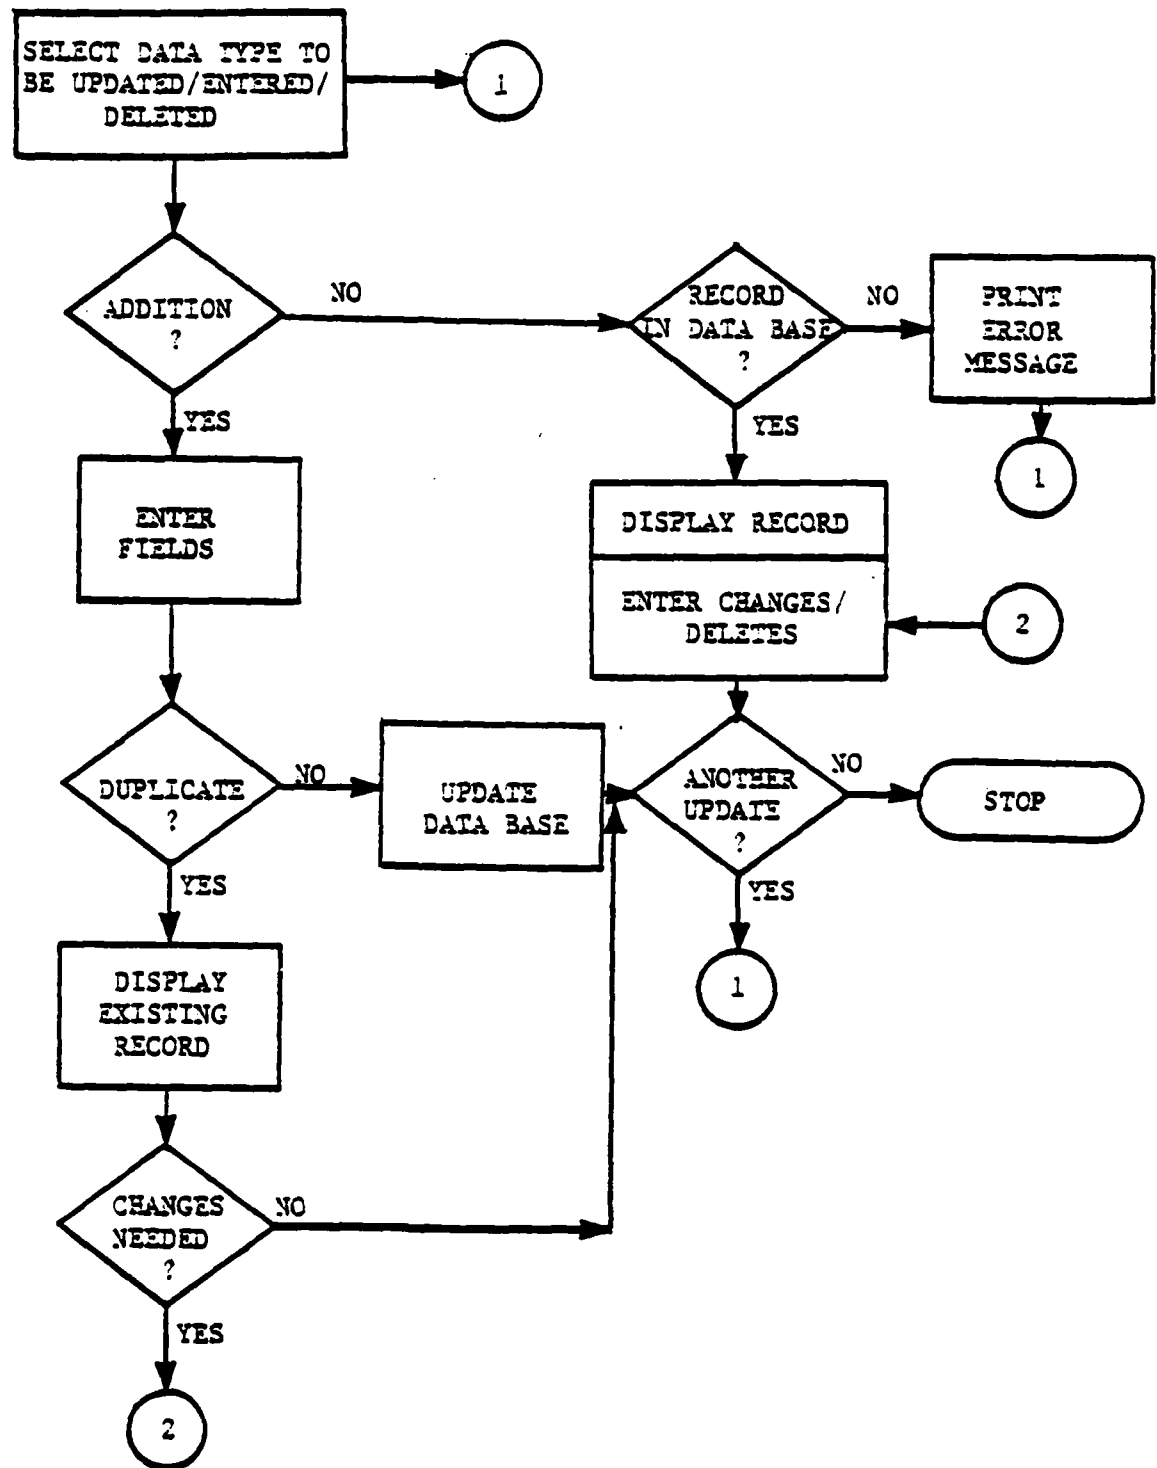 SELECT DATA TYPE TO
BE UPDATED/ENTERED/
DELETED
1
ADDITION
?
NO
YES
RECORD
IN DATA BASE
?
NO
YES
PRINT
ERROR
MESSAGE
1
ENTER
FIELDS
DISPLAY RECORD
ENTER CHANGES/
DELETES
2
DUPLICATE
?
NO
YES
UPDATE
DATA BASE
ANOTHER
UPDATE
?
NO
YES
STOP
1
DISPLAY
EXISTING
RECORD
CHANGES
NEEDED
?
NO
YES
2